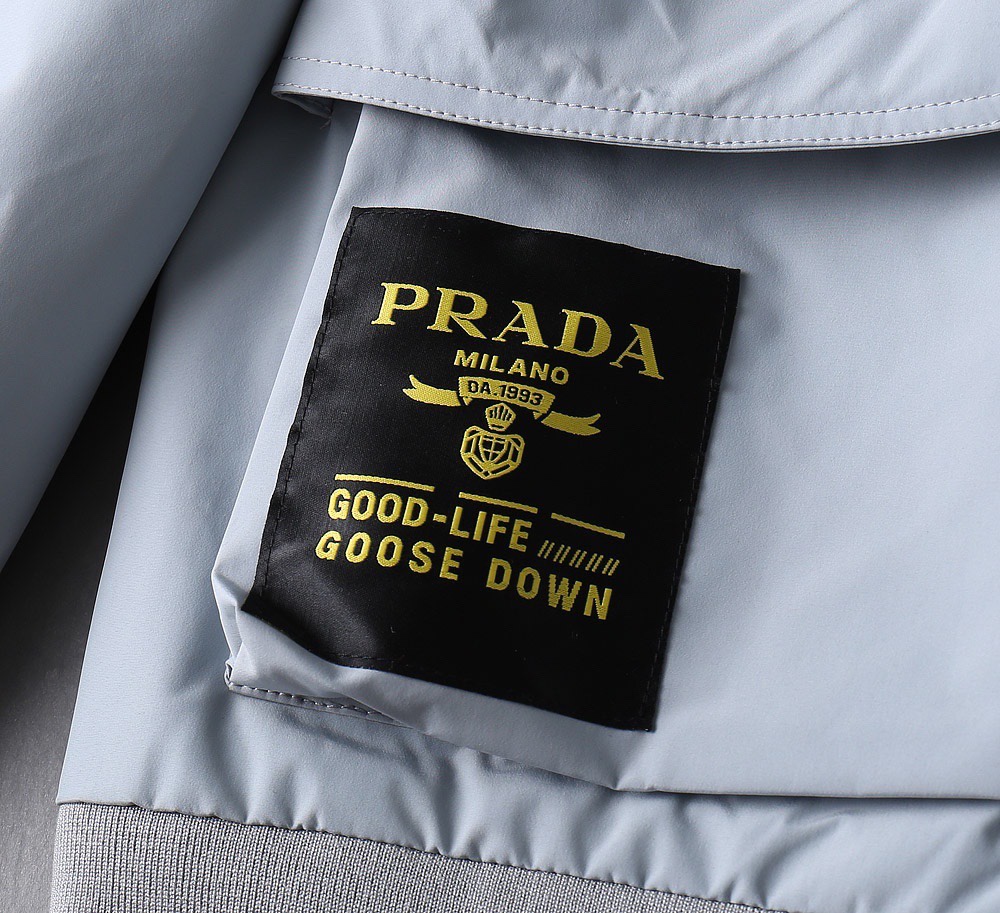 PRADA
MILANO
DA.1993
GOOD-LIFE
GOOSE DOWN